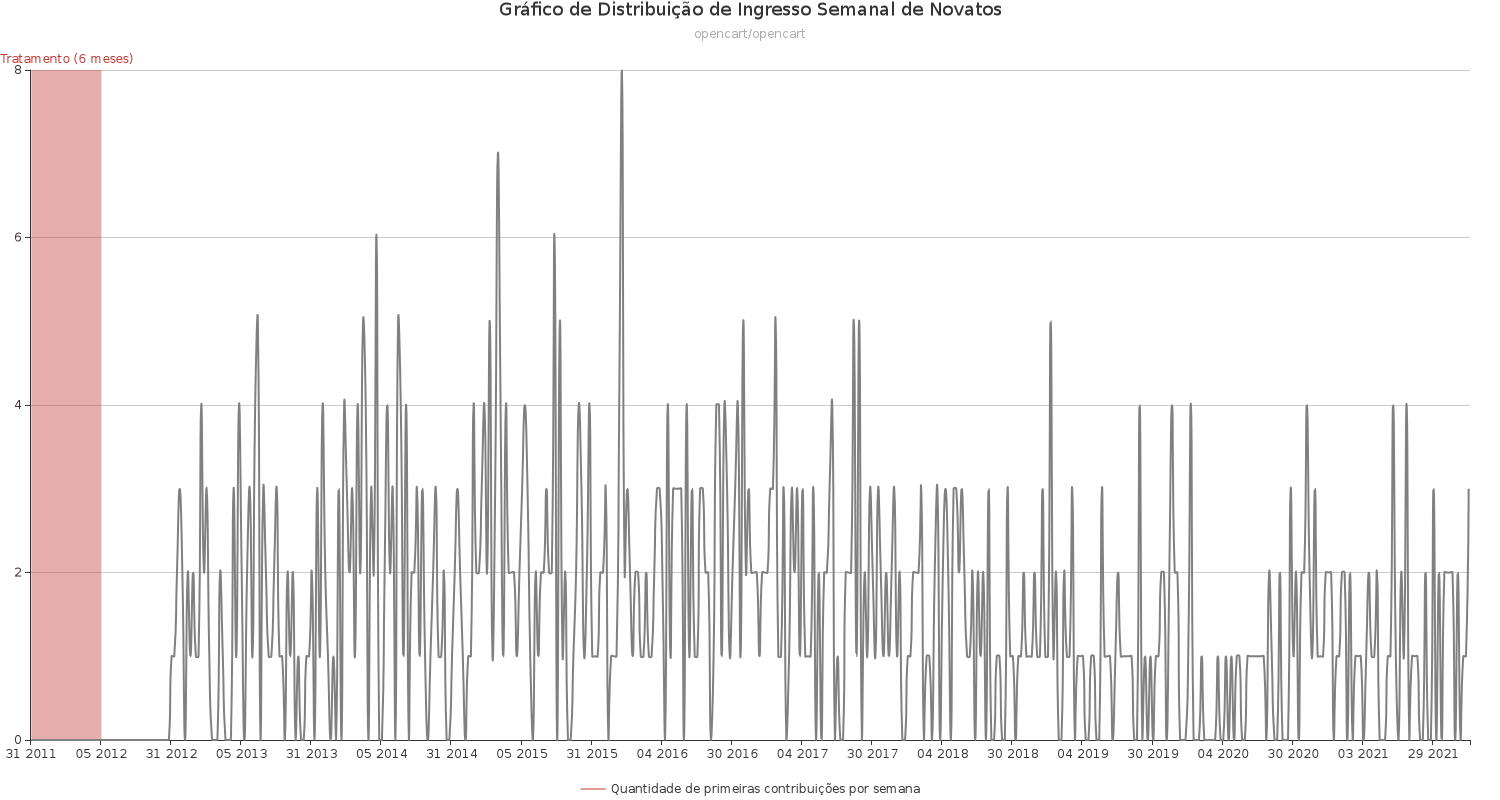 Gráfico de Distribuição de Ingresso Semanal de Novatos
opencart/opencart
Tratamento (6 meses)
8
6
4
2
0
31 2011 05 2012 31 2012 05 2013 31 2013 05 2014 31 2014 05 2015 31 2015 04 2016 30 2016 04 2017 30 2017 04 2018 30 2018 04 2019 30 2019 04 2020 30 2020 03 2021 29 2021
Quantidade de primeiras contribuições por semana